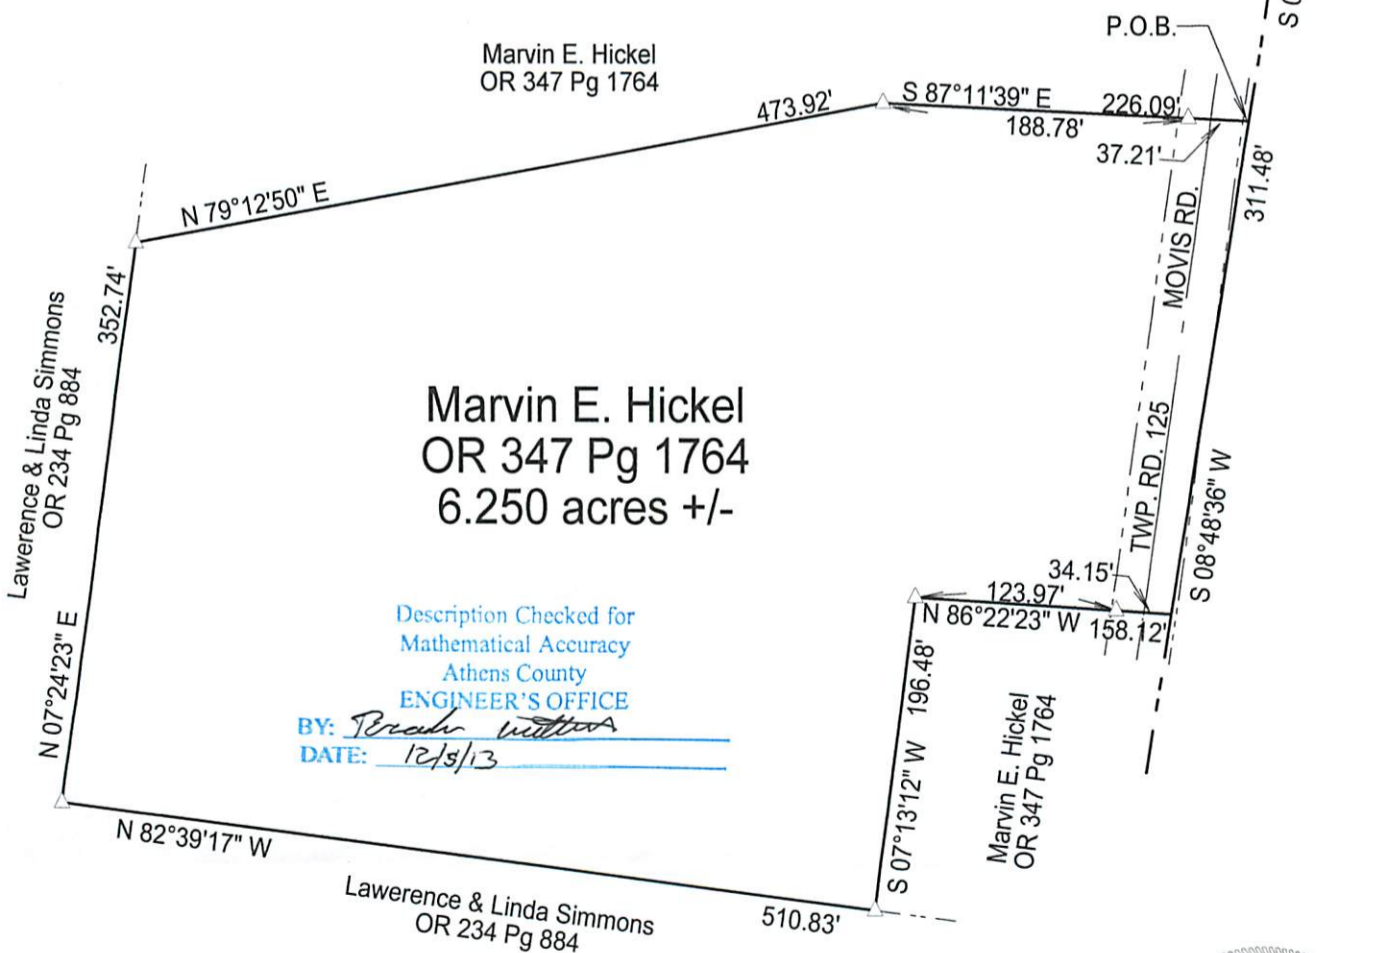 P.O.B.
S 0
Marvin E. Hickel
OR 347 Pg 1764
473.92'
S 87°11'39" E
226.09'
188.78'
37.21'
311.48'
N 79°12'50" E
MOVIS RD.
352.74'
Lawerence & Linda Simmons
OR 234 Pg 884
Marvin E. Hickel
OR 347 Pg 1764
6.250 acres +/-
TWP. RD. 125
S 08°48'36" W
34.15'
123.97'
N 86°22'23" W
158.12'
Description Checked for
Mathematical Accuracy
Athens County
ENGINEER'S OFFICE
BY:
DATE: 12/5/13
N 07°24'23" E
196.48'
S 07°13'12" W
Marvin E. Hickel
OR 347 Pg 1764
N 82°39'17" W
Lawerence & Linda Simmons
OR 234 Pg 884
510.83'